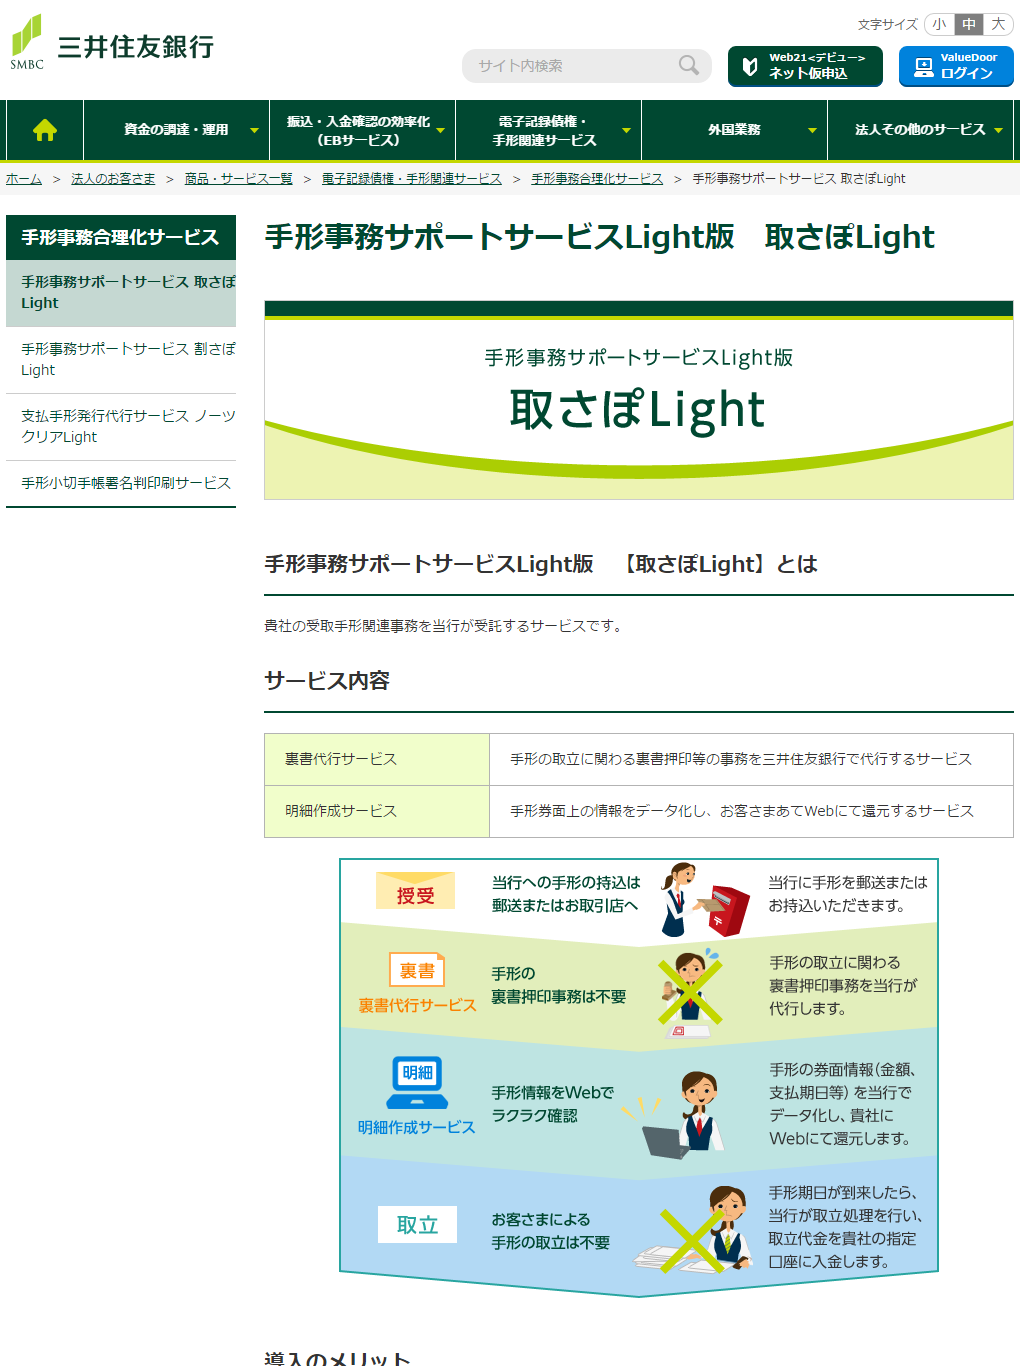 SMBC
三井住友銀行
文字サイズ 小 中 大
サイト内検索
Web21<デビュー>
ネット仮申込
ValueDoor
ログイン
資金の調達・運用
振込・入金確認の効率化
（EBサービス）
電子記録債権・
手形関連サービス
外国業務
法人その他のサービス
ホーム > 法人のお客さま > 商品・サービス一覧 > 電子記録債権・手形関連サービス > 手形事務合理化サービス > 手形事務サポートサービス 取さぽLight
手形事務合理化サービス
手形事務サポートサービス 取さぽ
Light
手形事務サポートサービス 割さぽ
Light
支払手形発行代行サービス ノーツ
クリアLight
手形小切手帳署名判印刷サービス
手形事務サポートサービスLight版　取さぽLight
手形事務サポートサービスLight版
取さぽLight
手形事務サポートサービスLight版　【取さぽLight】とは
貴社の受取手形関連事務を当行が受託するサービスです。
サービス内容
裏書代行サービス 手形の取立に関わる裏書押印等の事務を三井住友銀行で代行するサービス
明細作成サービス 手形券面上の情報をデータ化し、お客さまあてWebにて還元するサービス
授受
当行への手形の持込は
郵送またはお取引店へ
当行に手形を郵送または
お持込いただきます。
裏書
裏書代行サービス
手形の
裏書押印事務は不要
手形の取立に関わる
裏書押印事務を当行が
代行します。
明細
明細作成サービス
手形情報をWebで
ラクラク確認
手形の券面情報（金額、
支払期日等）を当行で
データ化し、貴社に
Webにて還元します。
取立
お客さまによる
手形の取立は不要
手形期日が到来したら、
当行が取立処理を行い、
取立代金を貴社の指定
口座に入金します。
導入のメリット